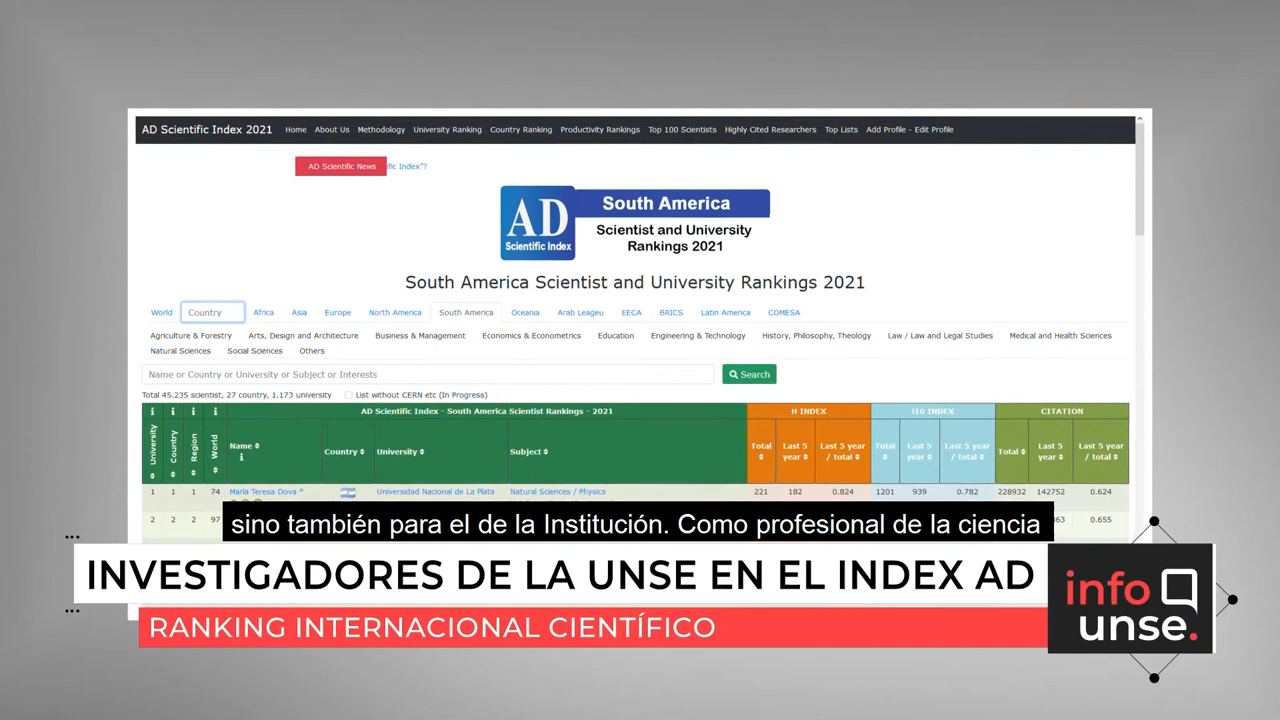 AD Scientific Index 2021 Home About Us Methodology University Ranking Country Ranking Productivity Rankings Top 100 Scientists Highly Cited Researchers Top Lists Add Profile - Edit Profile
AD Scientific News ific Index"?
AD
Scientific Index
South America
Scientist and University
Rankings 2021
South America Scientist and University Rankings 2021
World Country Africa Asia Europe North America South America Oceania Arab Leageu EECA BRICS Latin America COMESA
Agriculture & Forestry Arts, Design and Architecture Business & Management Economics & Econometrics Education Engineering & Technology History, Philosophy, Theology Law / Law and Legal Studies Medical and Health Sciences
Natural Sciences Social Sciences Others
Name or Country or University or Subject or Interests Search
Total 45.235 scientist, 27 country, 1.173 university List without CERN etc (In Progress)
AD Scientific Index - South America Scientist Rankings - 2021 H INDEX i10 INDEX CITATION
University Country Region World Name Country University Subject Total Last 5 year Last 5 year / total Total Last 5 year Last 5 year / total Total Last 5 year Last 5 year / total
1 1 1 74 María Teresa Dova * Universidad Nacional de La Plata Natural Sciences / Physics 221 182 0.824 1201 939 0.782 228932 142752 0.624
2 2 2 97 0.655
sino también para el de la Institución. Como profesional de la ciencia
INVESTIGADORES DE LA UNSE EN EL INDEX AD
RANKING INTERNACIONAL CIENTÍFICO
info
unse.